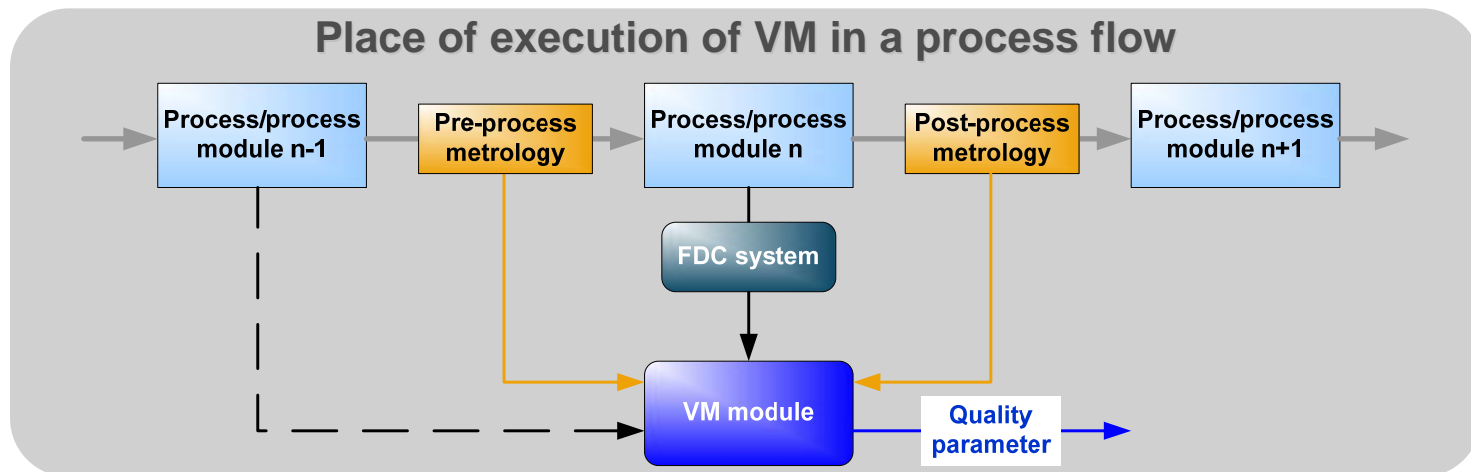 Place of execution of VM in a process flow
Process/process
module n-1
Pre-process
metrology
Process/process
module n
Post-process
metrology
Process/process
module n+1
FDC system
VM module
Quality
parameter